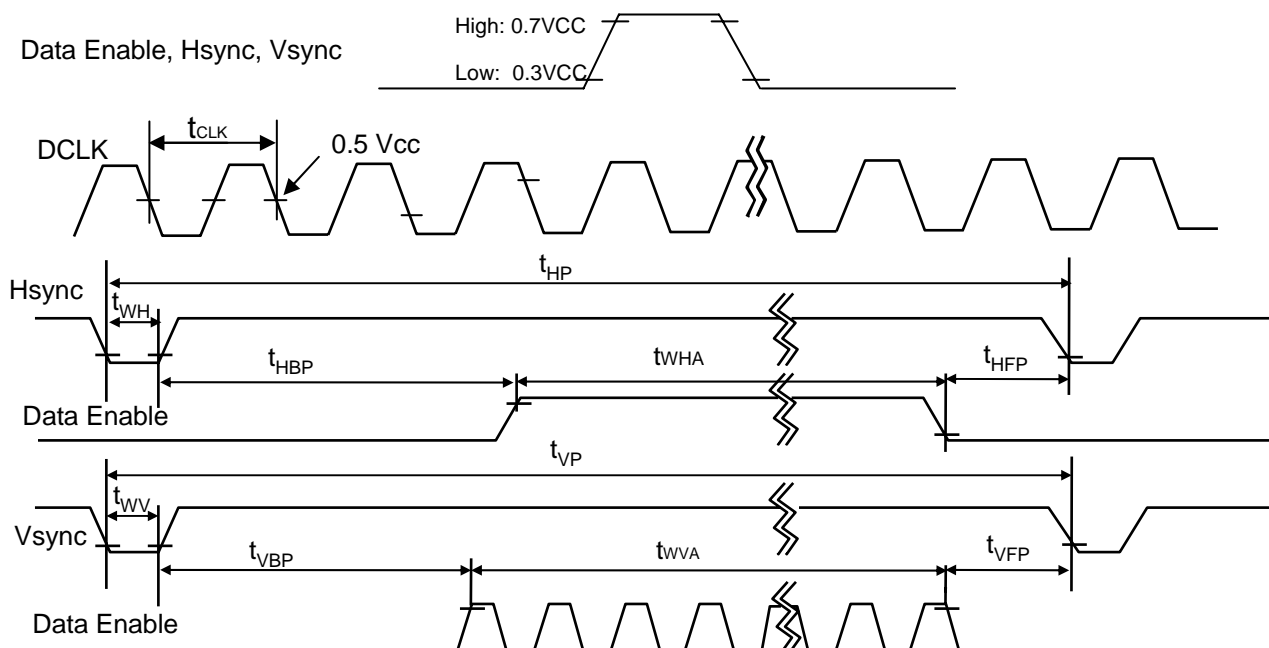 High: 0.7VCC
Data Enable, Hsync, Vsync
Low: 0.3VCC
tCLK
DCLK
0.5 Vcc
tHP
Hsync
tWH
tHBP
tWHA
tHFP
Data Enable
tVP
tWV
Vsync
tVBP
tWVA
tVFP
Data Enable